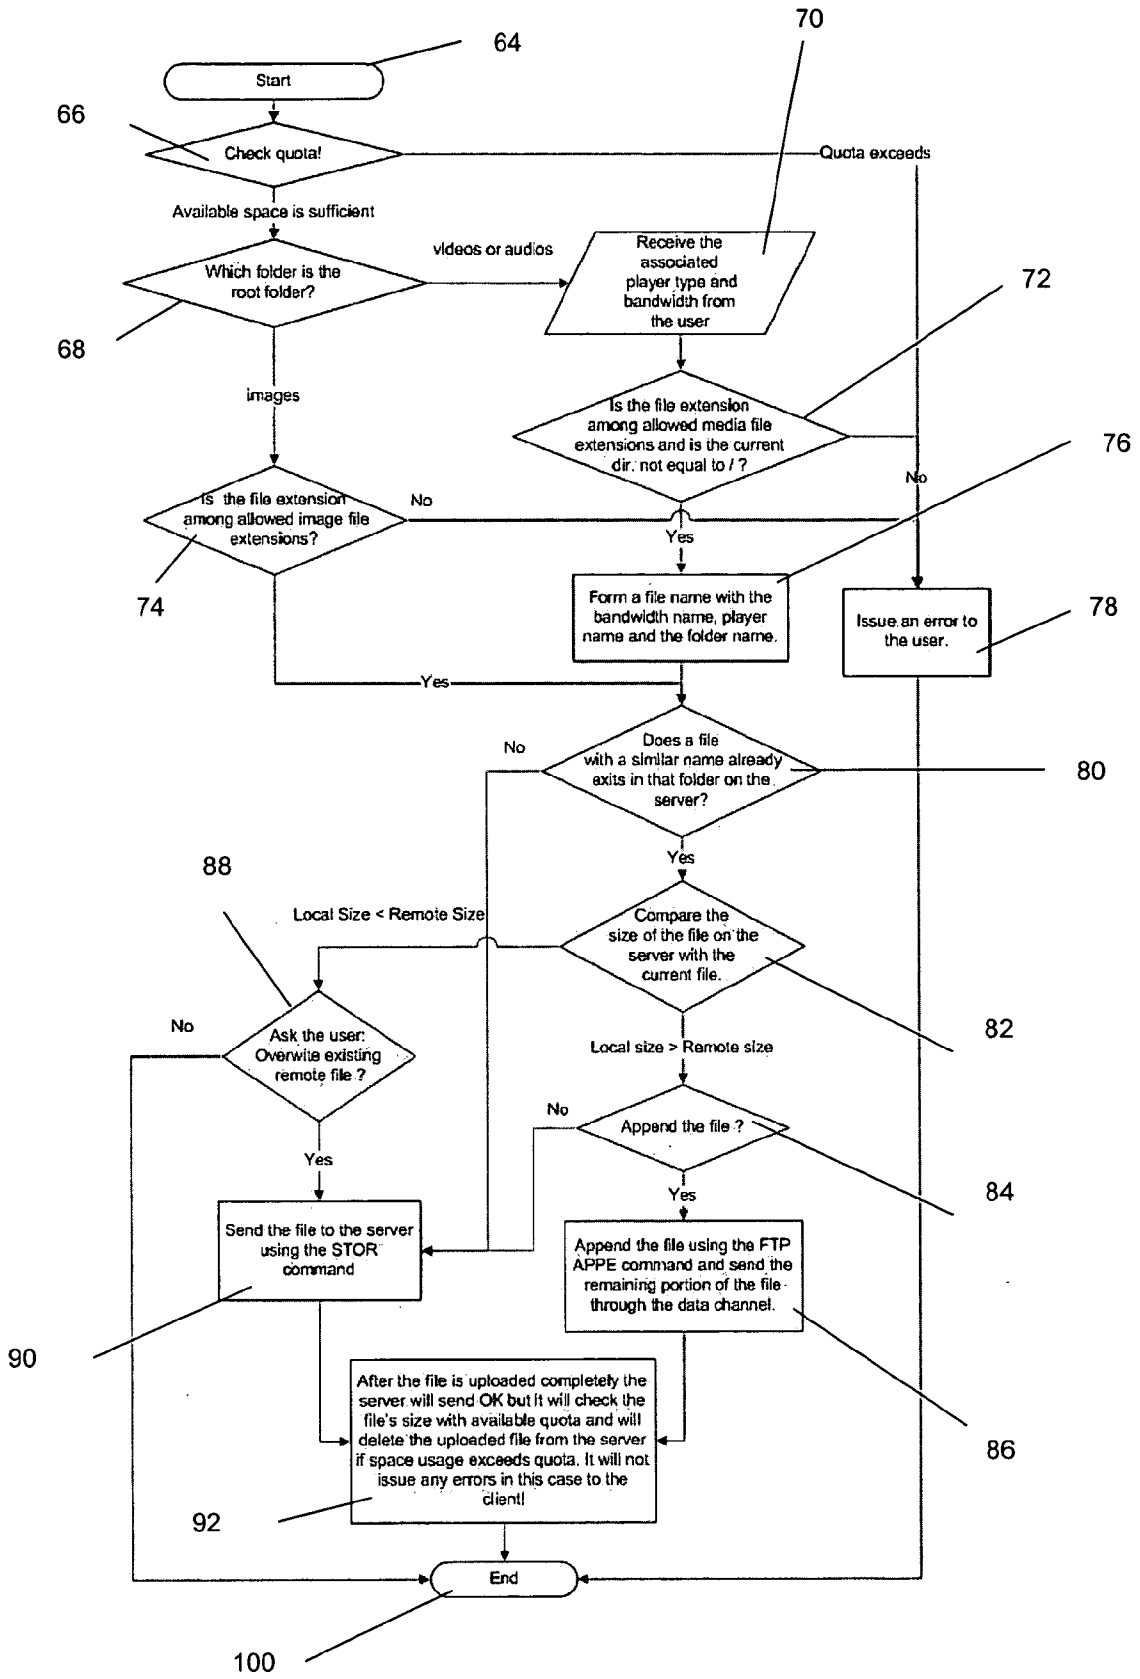 70
64
Start
66
Check quota!
Quota exceeds
Available space is sufficient
videos or audios
Receive the
associated
player type and
bandwidth from
the user
Which folder is the
root folder?
72
68
images
Is the file extension
among allowed media file
extensions and is the current
dir. not equal to / ?
76
No
Is the file extension
among allowed image file
extensions?
No
Yes
74
Form a file name with the
bandwidth name, player
name and the folder name.
78
Issue an error to
the user.
Yes
No
Does a file
with a similar name already
exits in that folder on the
server?
80
Yes
88
Local Size < Remote Size
Compare the
size of the file on the
server with the
current file.
82
No
Ask the user:
Overwite existing
remote file ?
Local size > Remote size
No
Append the file ?
Yes
84
Yes
Send the file to the server
using the STOR
command
Append the file using the FTP
APPE command and send the
remaining portion of the file
through the data channel.
90
After the file is uploaded completely the
server will send OK but it will check the
file's size with available quota and will
delete the uploaded file from the server
if space usage exceeds quota. It will not
issue any errors in this case to the
client!
86
92
End
100